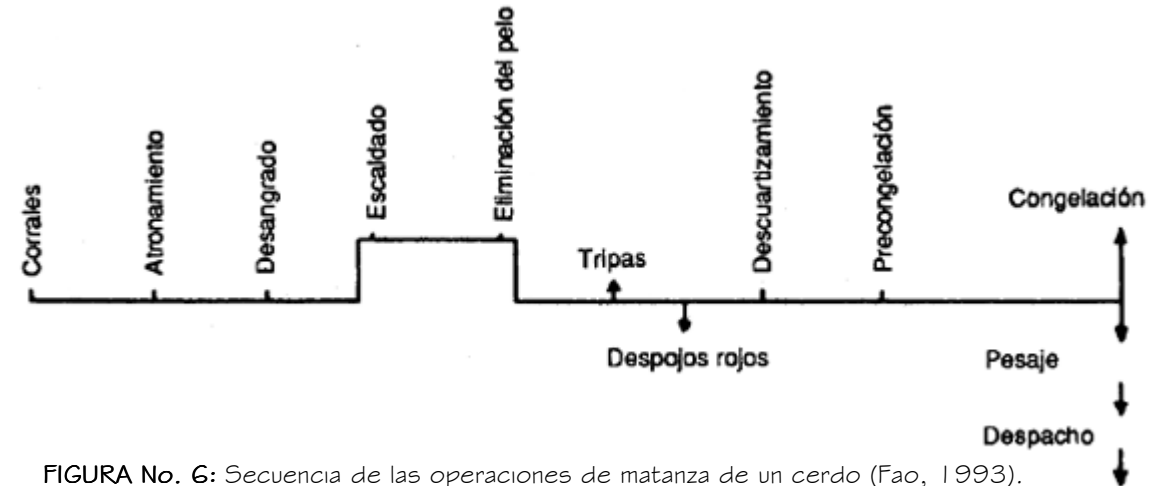 Corrales
Atronamiento
Desangrado
Escaldado
Eliminación del pelo
Tripas
Despojos rojos
Descuartizamiento
Precongelación
Congelación
Pesaje
Despacho
FIGURA No. 6: Secuencia de las operaciones de matanza de un cerdo (Fao, 1993).